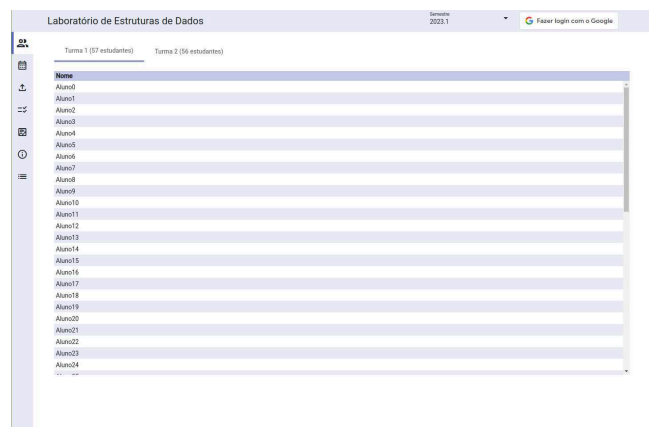 Laboratório de Estruturas de Dados
Semestre
2023.1
Fazer login com o Google
Turma 1 (57 estudantes)
Turma 2 (56 estudantes)
Nome
Aluno0
Aluno1
Aluno2
Aluno3
Aluno4
Aluno5
Aluno6
Aluno7
Aluno8
Aluno9
Aluno10
Aluno11
Aluno12
Aluno13
Aluno14
Aluno15
Aluno16
Aluno17
Aluno18
Aluno19
Aluno20
Aluno21
Aluno22
Aluno23
Aluno24